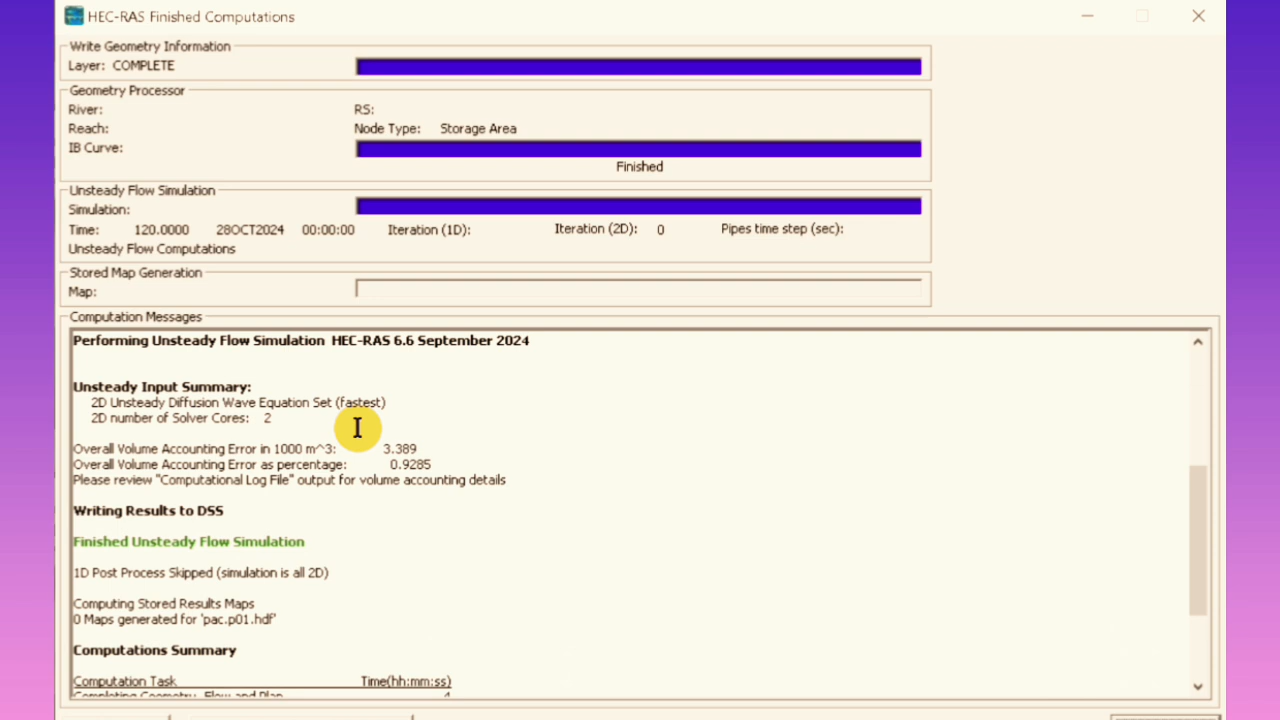 HEC-RAS Finished Computations
Write Geometry Information
Layer: COMPLETE
Geometry Processor
River:
RS:
Reach:
Node Type: Storage Area
IB Curve:
Finished
Unsteady Flow Simulation
Simulation:
Time: 120.0000 28OCT2024 00:00:00 Iteration (1D): Iteration (2D): 0 Pipes time step (sec):
Unsteady Flow Computations
Stored Map Generation
Map:
Computation Messages
Performing Unsteady Flow Simulation HEC-RAS 6.6 September 2024
Unsteady Input Summary:
2D Unsteady Diffusion Wave Equation Set (fastest)
2D number of Solver Cores: 2
Overall Volume Accounting Error in 1000 m^3: 3.389
Overall Volume Accounting Error as percentage: 0.9285
Please review "Computational Log File" output for volume accounting details
Writing Results to DSS
Finished Unsteady Flow Simulation
1D Post Process Skipped (simulation is all 2D)
Computing Stored Results Maps
0 Maps generated for 'pac.p01.hdf'
Computations Summary
Computation Task Time(hh:mm:ss)
Completing Geometry, Flow and Plan 4